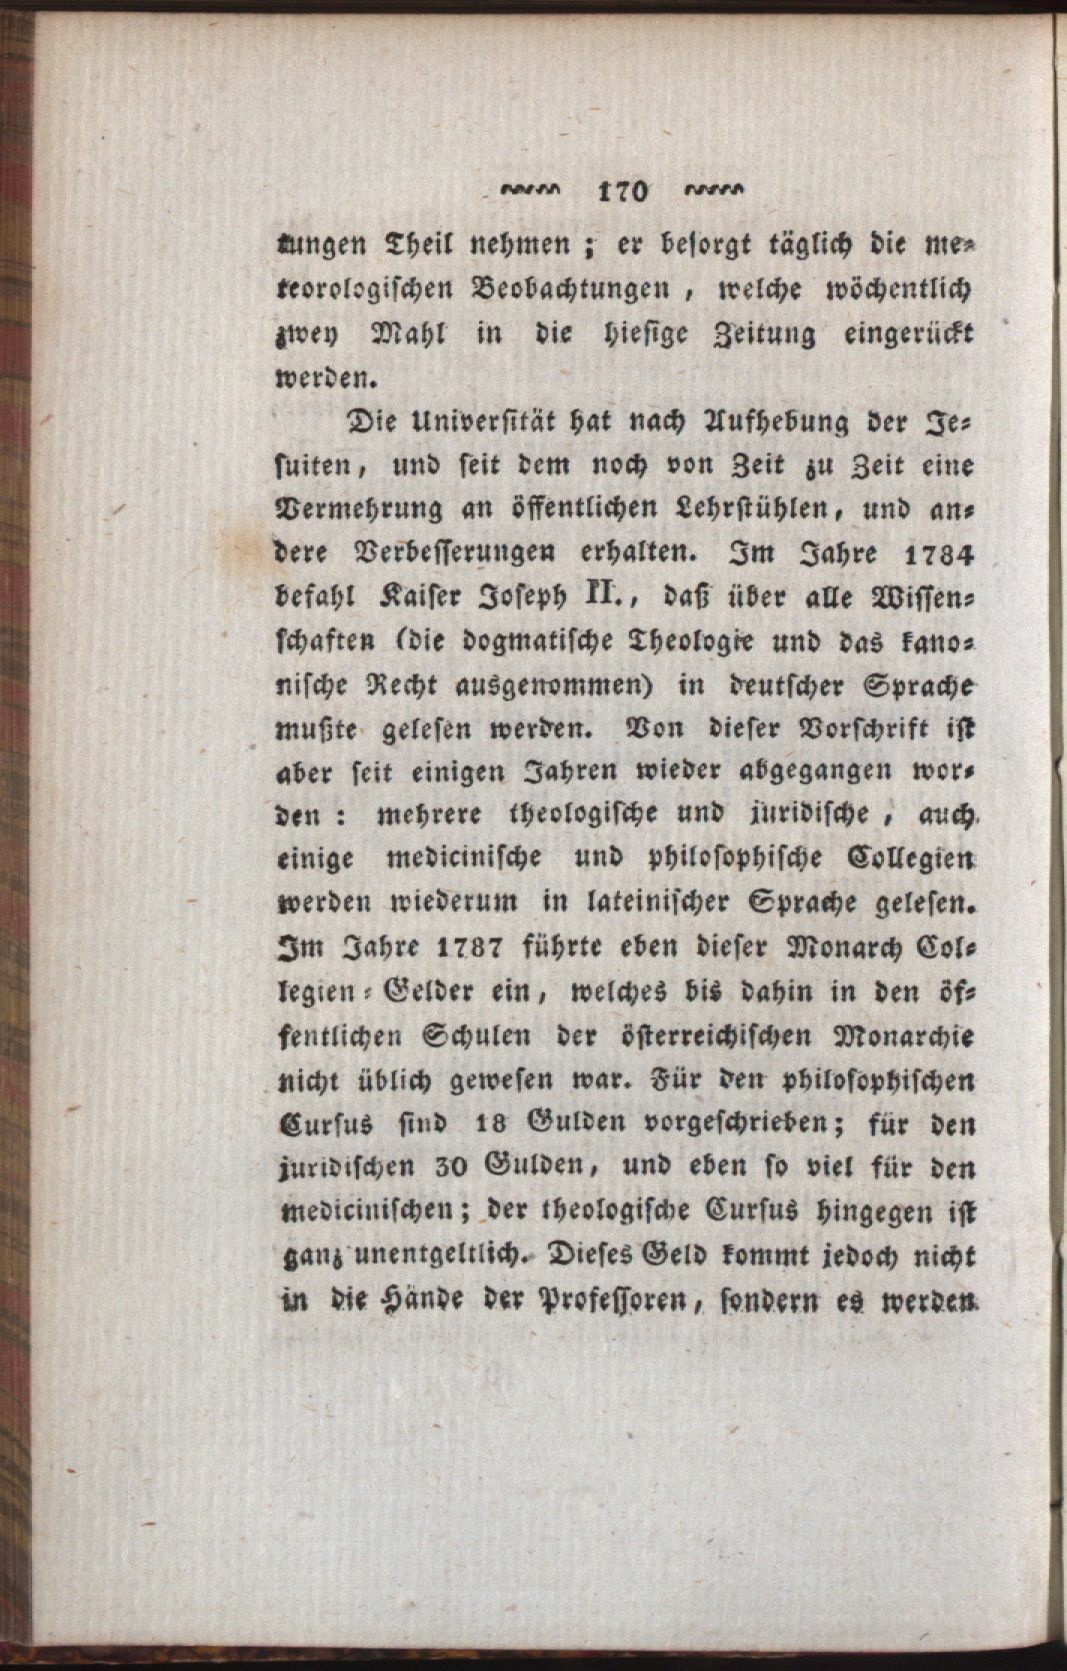 170
tungen Theil nehmen ; er besorgt täglich die me-
teorologischen Beobachtungen , welche wöchentlich
zwey Mahl in die hiesige Zeitung eingerückt
werden.
Die Universität hat nach Aufhebung der Je-
suiten, und seit dem noch von Zeit zu Zeit eine
Vermehrung an öffentlichen Lehrstühlen, und an-
dere Verbesserungen erhalten. Im Jahre 1784
befahl Kaiser Joseph II., daß über alle Wissen-
schaften (die dogmatische Theologie und das kano-
nische Recht ausgenommen) in deutscher Sprache
mußte gelesen werden. Von dieser Vorschrift ist
aber seit einigen Jahren wieder abgegangen wor-
den : mehrere theologische und juridische , auch
einige medicinische und philosophische Collegien
werden wiederum in lateinischer Sprache gelesen.
Im Jahre 1787 führte eben dieser Monarch Col-
legien-Gelder ein, welches bis dahin in den öf-
fentlichen Schulen der österreichischen Monarchie
nicht üblich gewesen war. Für den philosophischen
Cursus sind 18 Gulden vorgeschrieben; für den
juridischen 30 Gulden, und eben so viel für den
medicinischen; der theologische Cursus hingegen ist
ganz unentgeltlich. Dieses Geld kommt jedoch nicht
in die Hände der Professoren, sondern es werden